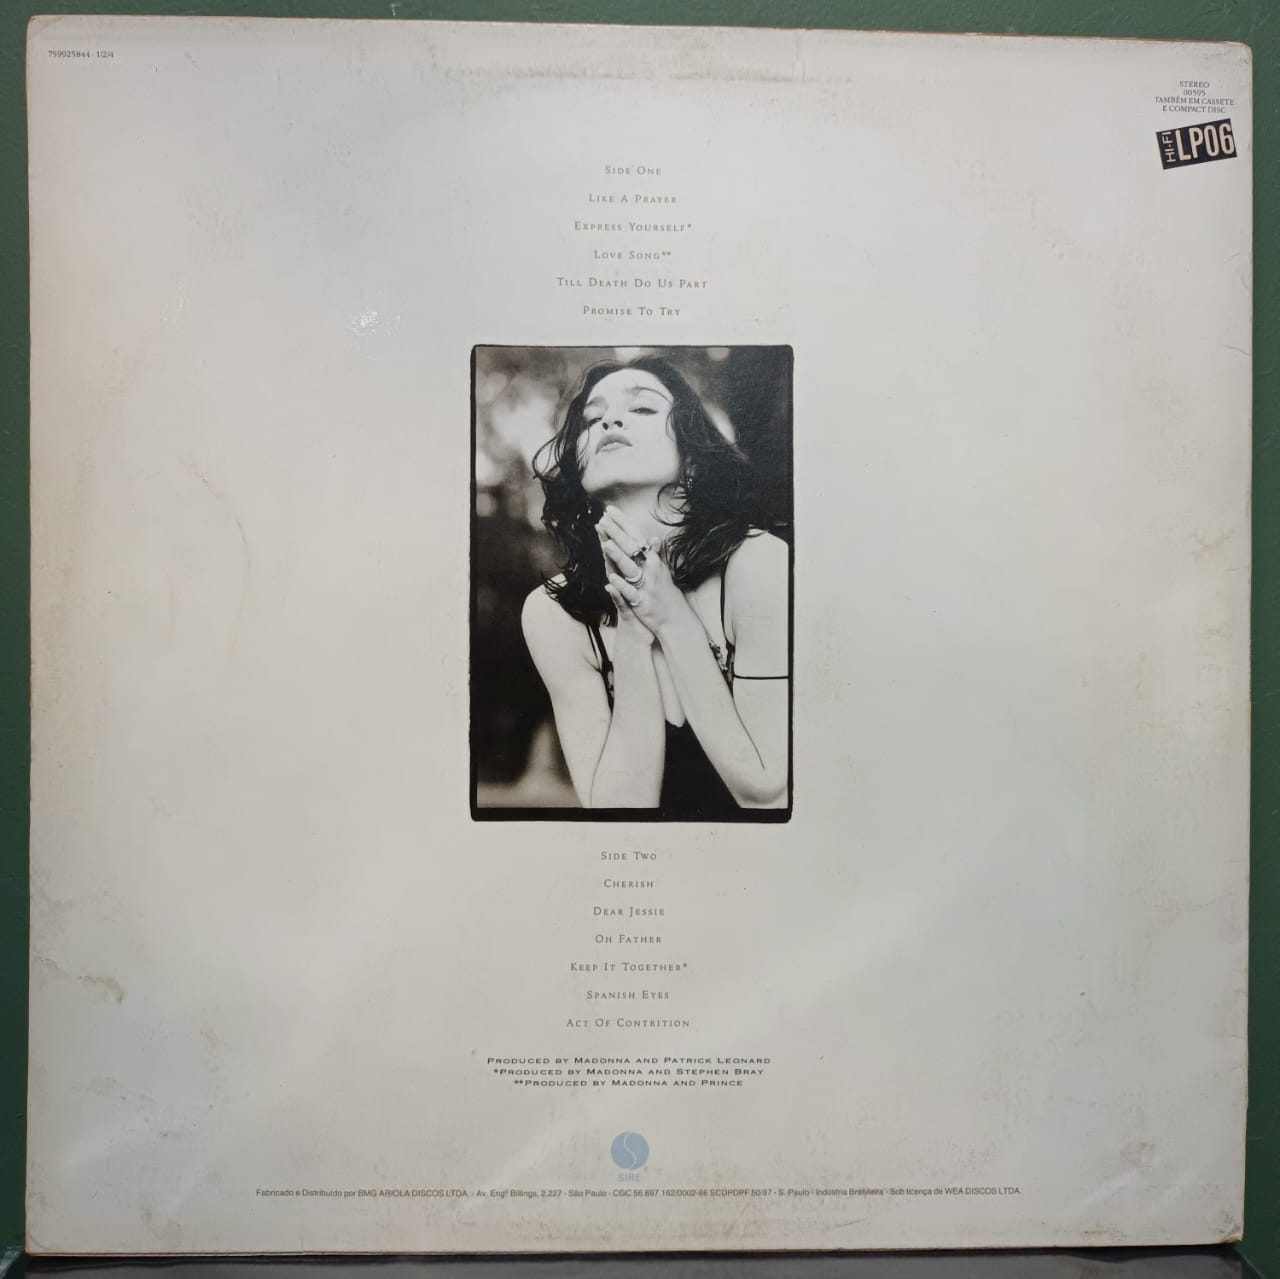 759925844 - 1/2/4
STEREO
00595
TAMBÉM EM CASSETE
E COMPACT DISC
HI-FI LP06
SIDE ONE
LIKE A PRAYER
EXPRESS YOURSELF*
LOVE SONG**
TILL DEATH DO US PART
PROMISE TO TRY
SIDE TWO
CHERISH
DEAR JESSIE
OH FATHER
KEEP IT TOGETHER*
SPANISH EYES
ACT OF CONTRITION
PRODUCED BY MADONNA AND PATRICK LEONARD
*PRODUCED BY MADONNA AND STEPHEN BRAY
**PRODUCED BY MADONNA AND PRINCE
SIRE
Fabricado e Distribuído por BMG ARIOLA DISCOS LTDA. - Av. Engº Billings, 2.227 - São Paulo - CGC 56.697.162/0002-66 SCDPDPF 50/87 - S. Paulo - Indústria Brasileira - Sob licença de WEA DISCOS LTDA.